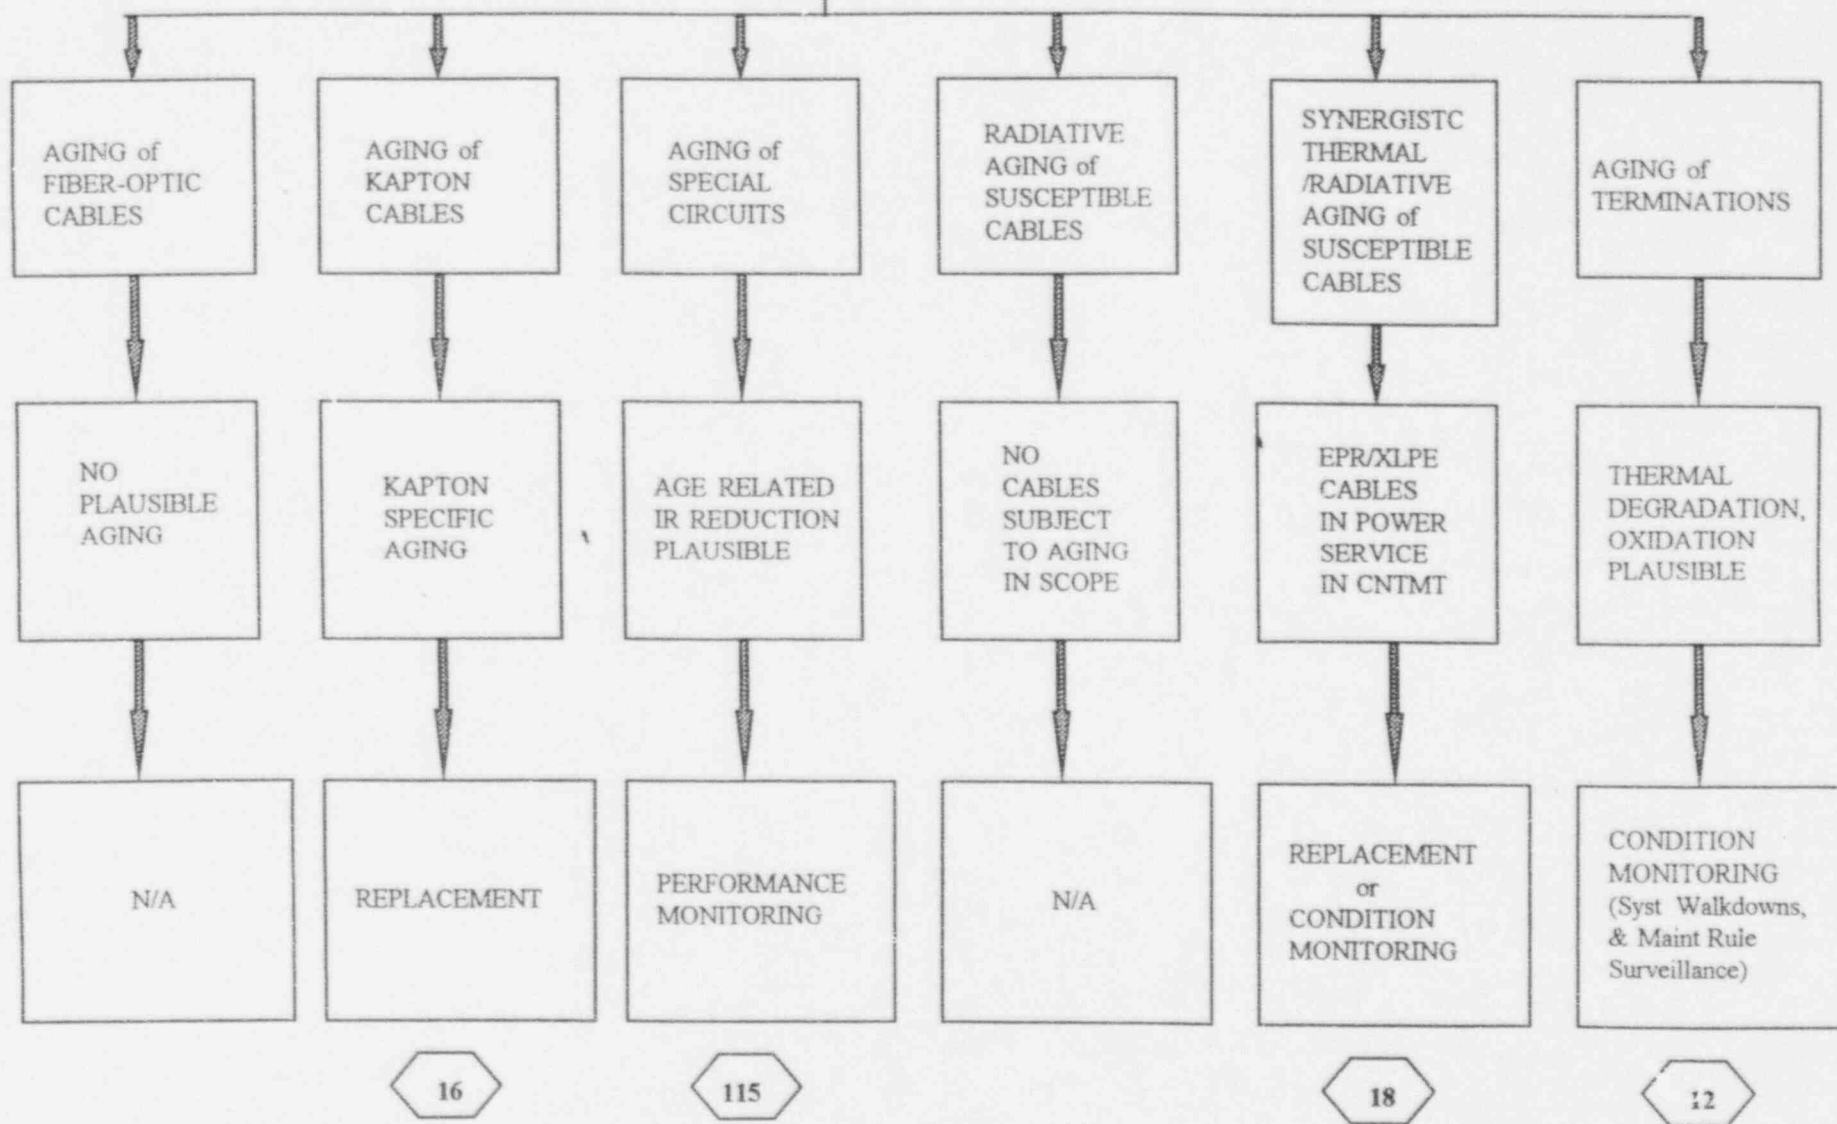 AGING of
FIBER-OPTIC
CABLES
AGING of
KAPTON
CABLES
AGING of
SPECIAL
CIRCUITS
RADIATIVE
AGING of
SUSCEPTIBLE
CABLES
SYNERGISTC
THERMAL
/RADIATIVE
AGING of
SUSCEPTIBLE
CABLES
AGING of
TERMINATIONS
NO
PLAUSIBLE
AGING
KAPTON
SPECIFIC
AGING
AGE RELATED
IR REDUCTION
PLAUSIBLE
NO
CABLES
SUBJECT
TO AGING
IN SCOPE
EPR/XLPE
CABLES
IN POWER
SERVICE
IN CNTMT
THERMAL
DEGRADATION,
OXIDATION
PLAUSIBLE
N/A
REPLACEMENT
PERFORMANCE
MONITORING
N/A
REPLACEMENT
or
CONDITION
MONITORING
CONDITION
MONITORING
(Syst Walkdowns,
& Maint Rule
Surveillance)
16
115
18
12